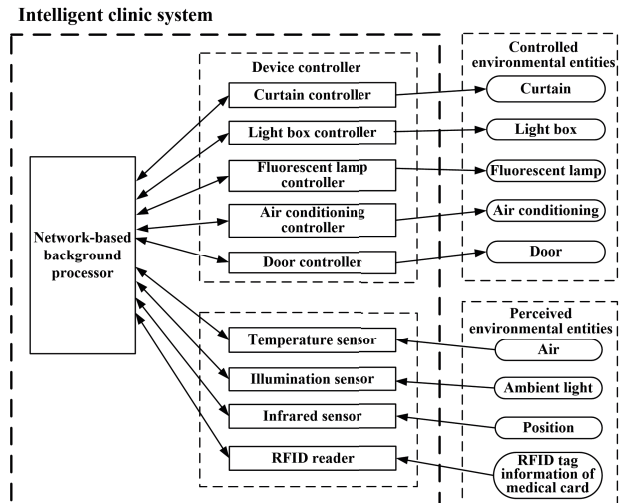 Intelligent clinic system
Device controller
Curtain controller
Light box controller
Fluorescent lamp
controller
Air conditioning
controller
Door controller
Network-based
background
processor
Temperature sensor
Illumination sensor
Infrared sensor
RFID reader
Controlled
environmental entities
Curtain
Light box
Fluorescent lamp
Air conditioning
Door
Perceived
environmental entities
Air
Ambient light
Position
RFID tag
information of
medical card